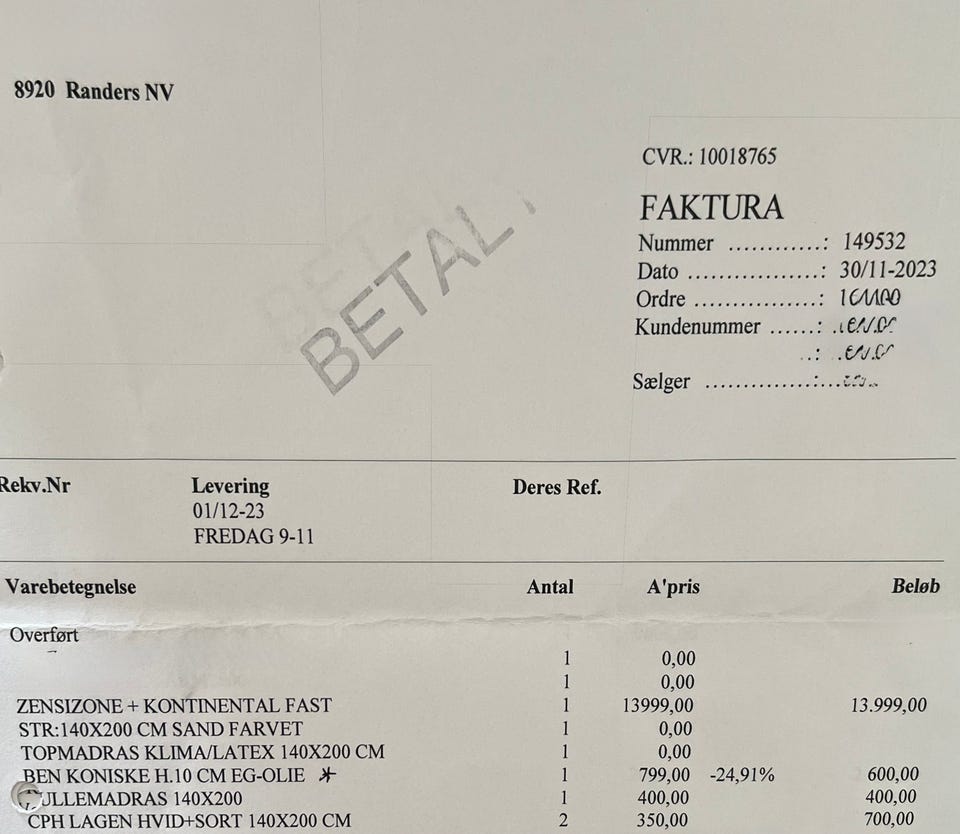 8920 Randers NV
BETALT
CVR.: 10018765
FAKTURA
Nummer ............: 149532
Dato .................: 30/11-2023
Ordre ................:
Kundenummer ......:
..:
Sælger ..............:
Rekv.Nr Levering Deres Ref.
01/12-23
FREDAG 9-11
Varebetegnelse Antal A'pris Beløb
Overført
1 0,00
1 0,00
ZENSIZONE + KONTINENTAL FAST 1 13999,00 13.999,00
STR:140X200 CM SAND FARVET 1 0,00
TOPMADRAS KLIMA/LATEX 140X200 CM 1 0,00
BEN KONISKE H.10 CM EG-OLIE * 1 799,00 -24,91% 600,00
ULLEMADRAS 140X200 1 400,00 400,00
CPH LAGEN HVID+SORT 140X200 CM 2 350,00 700,00